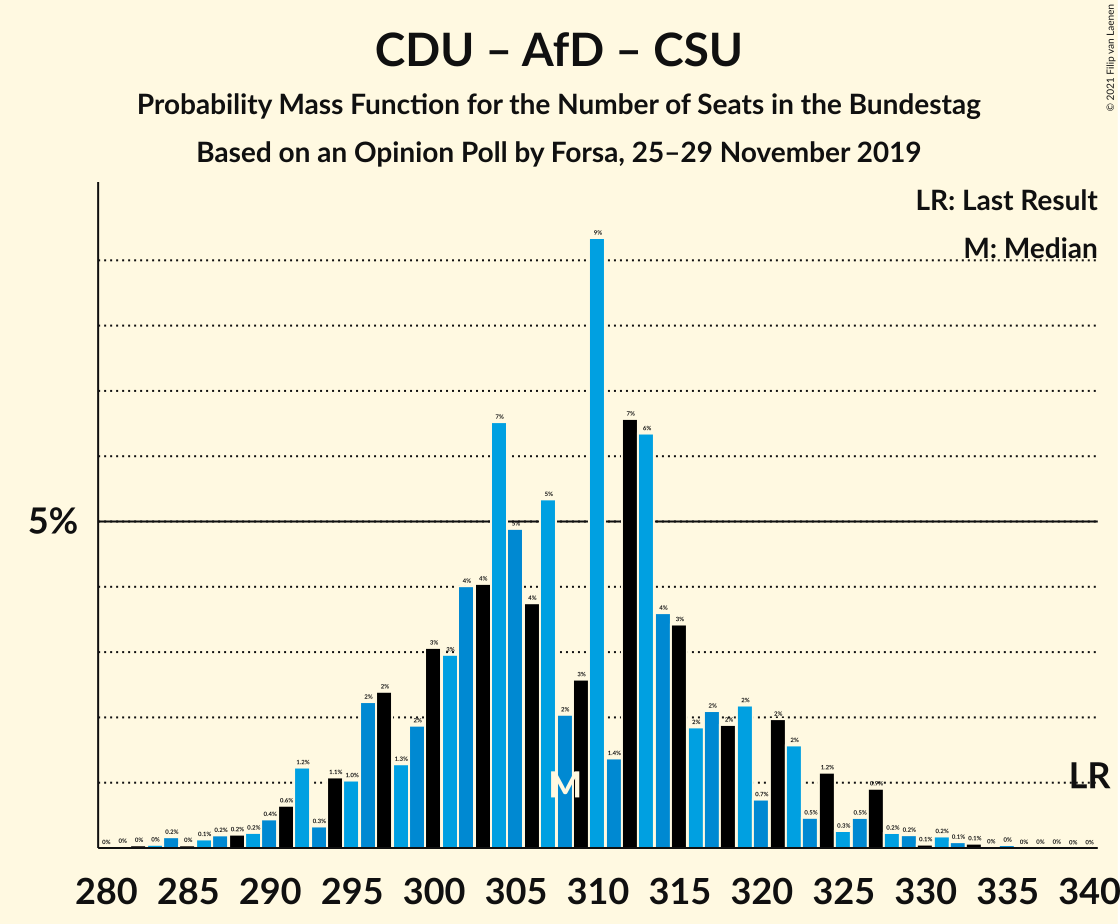 CDU – AfD – CSU
Probability Mass Function for the Number of Seats in the Bundestag
Based on an Opinion Poll by Forsa, 25–29 November 2019
© 2021 Filip van Laenen
LR: Last Result
M: Median
5%
0% 0% 0% 0% 0.2% 0% 0.1% 0.2% 0.2% 0.2% 0.4% 0.6% 1.2% 0.3% 1.1% 1.0% 2% 2% 1.3% 2% 3% 3% 4% 4% 7% 5% 4% 5% 2% 3% 9% 1.4% 7% 6% 4% 3% 2% 2% 2% 2% 0.7% 2% 2% 0.5% 1.2% 0.3% 0.5% 0.9% 0.2% 0.2% 0.1% 0.2% 0.1% 0.1% 0% 0% 0% 0% 0% 0% 0%
M
LR
280 285 290 295 300 305 310 315 320 325 330 335 340